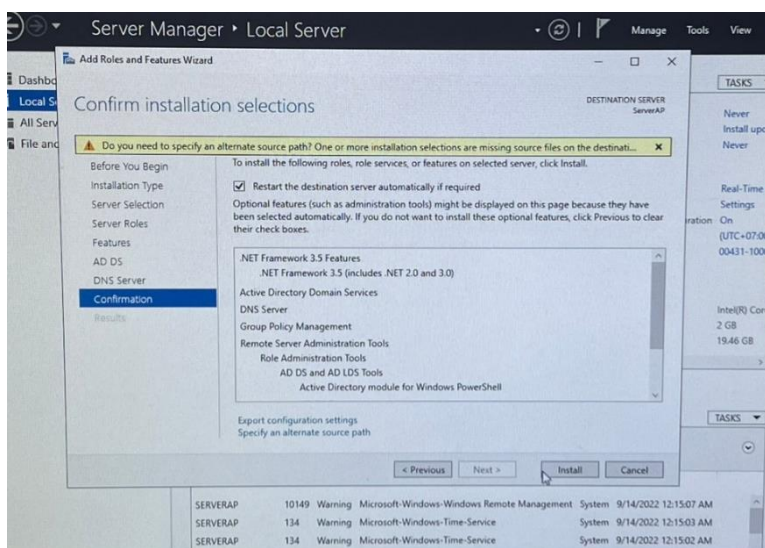 Server Manager • Local Server
Manage Tools View
Add Roles and Features Wizard
Dashbo
TASKS
Confirm installation selections
DESTINATION SERVER
ServerAP
Local S
All Serv
File and
Never
Install upd
Never
Do you need to specify an alternate source path? One or more installation selections are missing source files on the destinati...
Before You Begin
Installation Type
Server Selection
Server Roles
Features
AD DS
DNS Server
Confirmation
Results
To install the following roles, role services, or features on selected server, click Install.
Restart the destination server automatically if required
Optional features (such as administration tools) might be displayed on this page because they have
been selected automatically. If you do not want to install these optional features, click Previous to clear
their check boxes.
.NET Framework 3.5 Features
.NET Framework 3.5 (includes .NET 2.0 and 3.0)
Active Directory Domain Services
DNS Server
Group Policy Management
Remote Server Administration Tools
Role Administration Tools
AD DS and AD LDS Tools
Active Directory module for Windows PowerShell
Export configuration settings
Specify an alternate source path
< Previous Next > Install Cancel
Real-Time
Settings
uration On
(UTC+07:0
00431-100
Intel(R) Cor
2 GB
19.46 GB
TASKS
SERVERAP 10149 Warning Microsoft-Windows-Windows Remote Management System 9/14/2022 12:15:07 AM
SERVERAP 134 Warning Microsoft-Windows-Time-Service System 9/14/2022 12:15:03 AM
SERVERAP 134 Warning Microsoft-Windows-Time-Service System 9/14/2022 12:15:02 AM